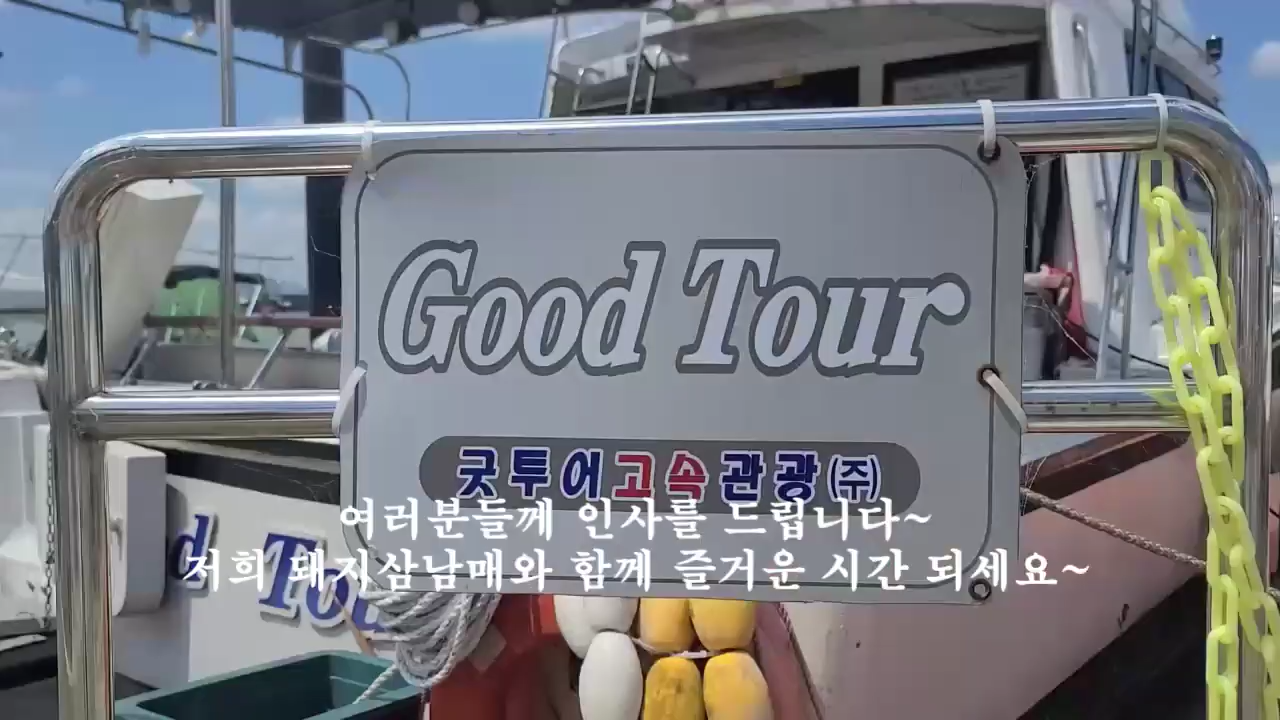 Good Tour
굿투어고속관광㈜
여러분들께 인사를 드립니다~
저희 돼지삼남매와 함께 즐거운 시간 되세요~
d Tou